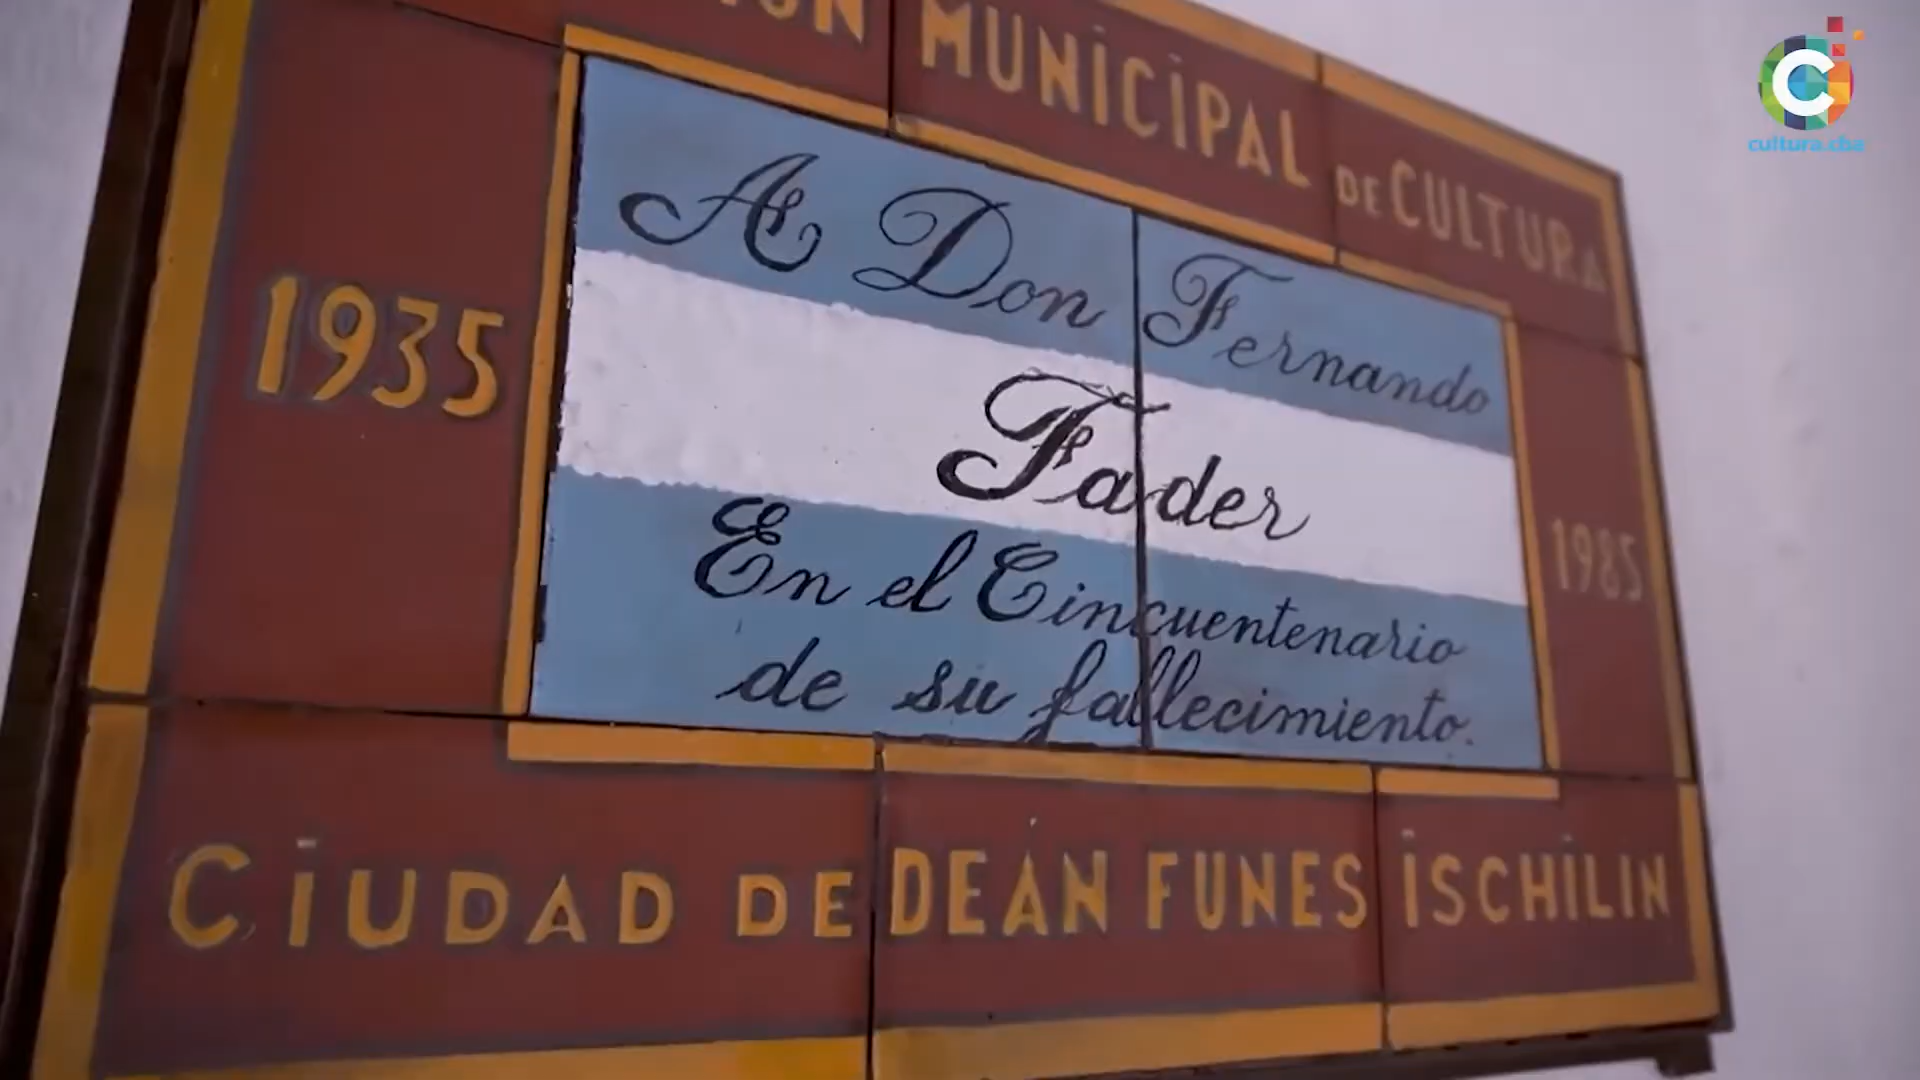 MUNICIPAL DE CULTURA
1935
A Don Fernando
Fader
En el Cincuentenario
de su fallecimiento.
1985
CIUDAD DE DEÁN FUNES ISCHILIN
C
cultura.cba